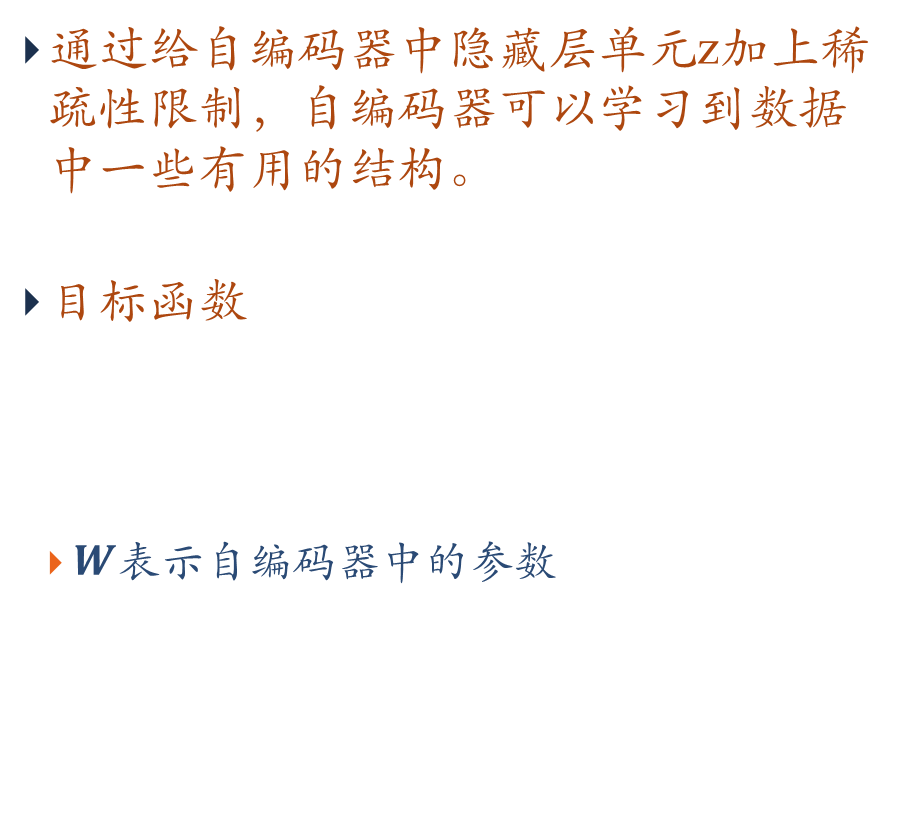 通过给自编码器中隐藏层单元z加上稀
疏性限制，自编码器可以学习到数据
中一些有用的结构。
目标函数
W表示自编码器中的参数